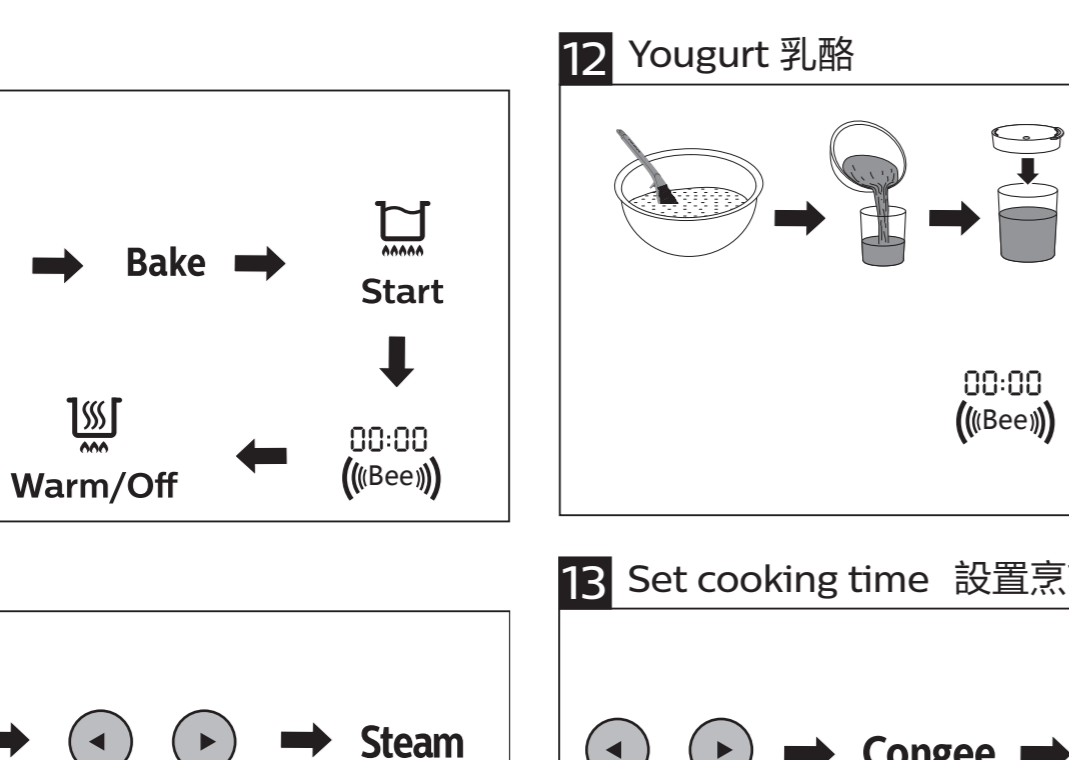 Bake
Start
00:00
Bee
Warm/Off
Steam
12 Yougurt 乳酪
00:00
Bee
13 Set cooking time 設置烹
Congee